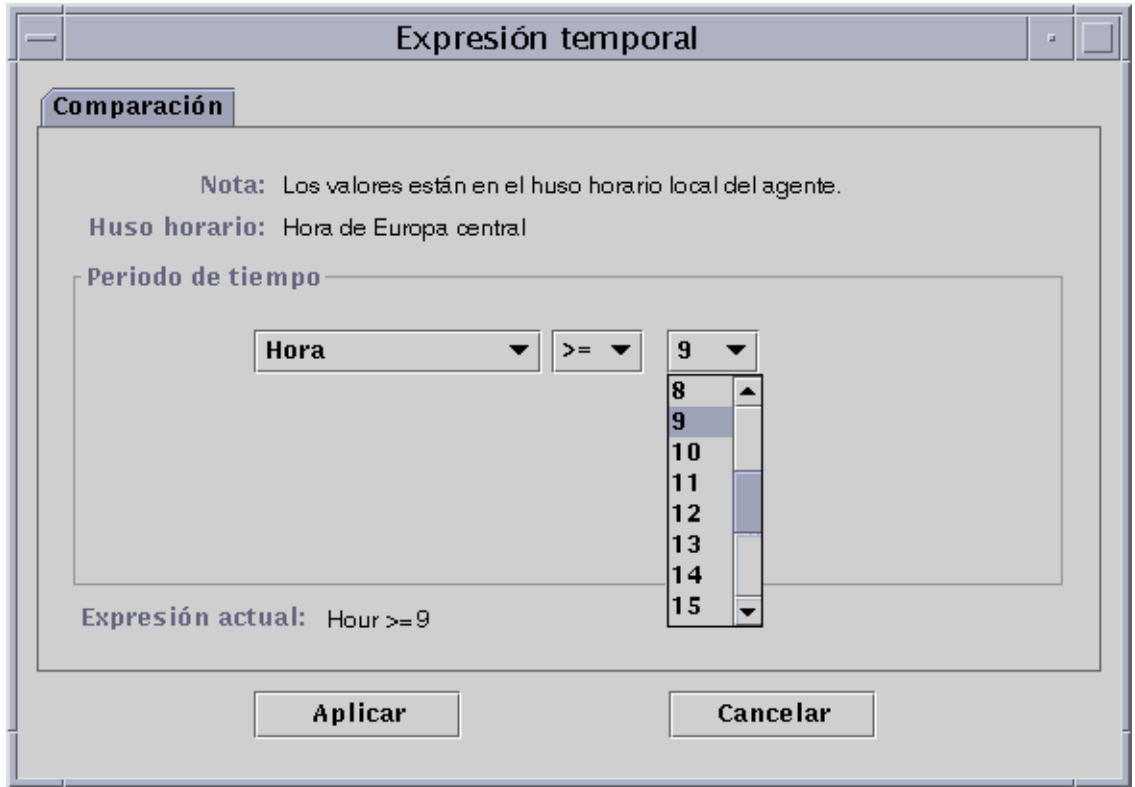 Expresión temporal
Comparación
Nota: Los valores están en el huso horario local del agente.
Huso horario: Hora de Europa central
Periodo de tiempo
Hora >= 9
8
9
10
11
12
13
14
15
Expresión actual: Hour >= 9
Aplicar Cancelar